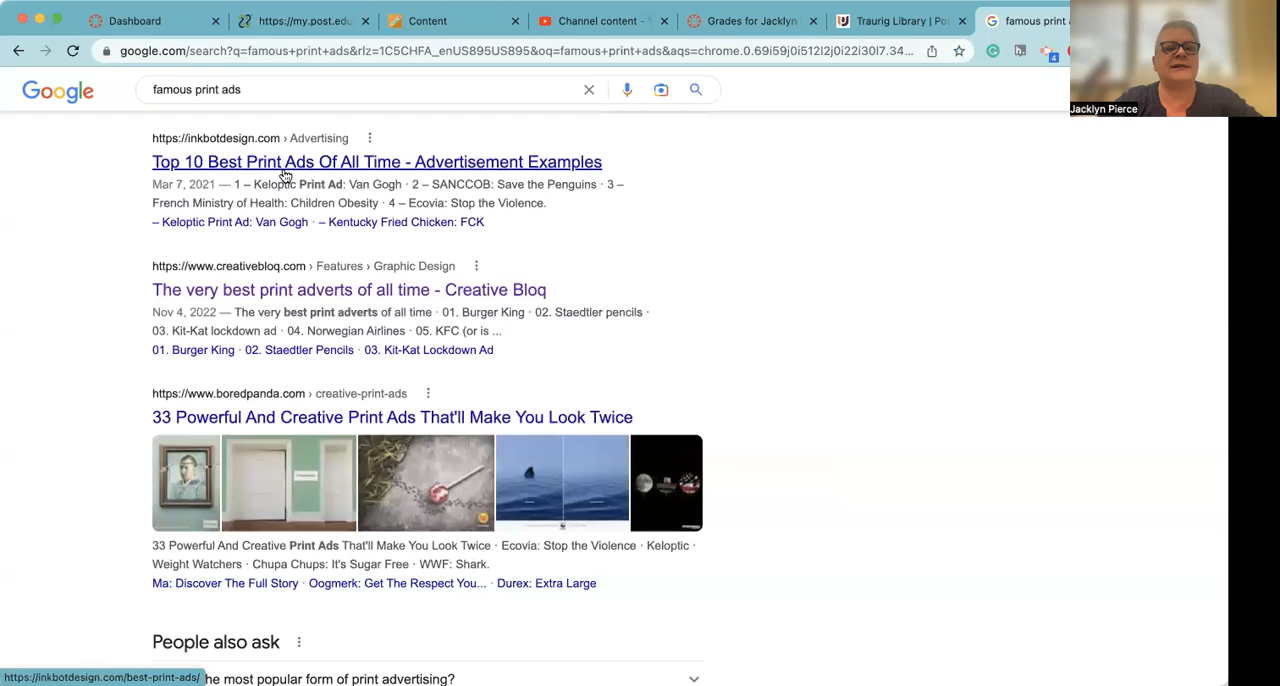 Dashboard
https://my.post.edu
Content
Channel content -
Grades for Jacklyn
Traurig Library | Po
famous print a
google.com/search?q=famous+print+ads&rlz=1C5CHFA_enUS895US895&oq=famous+print+ads&aqs=chrome.0.69i59j0i512l2j0i22i30l7.34...
4
Google
famous print ads
Jacklyn Pierce
https://inkbotdesign.com › Advertising
Top 10 Best Print Ads Of All Time - Advertisement Examples
Mar 7, 2021 — 1 – Keloptic Print Ad: Van Gogh · 2 – SANCCOB: Save the Penguins · 3 –
French Ministry of Health: Children Obesity · 4 – Ecovia: Stop the Violence.
– Keloptic Print Ad: Van Gogh · – Kentucky Fried Chicken: FCK
https://www.creativebloq.com › Features › Graphic Design
The very best print adverts of all time - Creative Bloq
Nov 4, 2022 — The very best print adverts of all time · 01. Burger King · 02. Staedtler pencils ·
03. Kit-Kat lockdown ad · 04. Norwegian Airlines · 05. KFC (or is ...
01. Burger King · 02. Staedtler Pencils · 03. Kit-Kat Lockdown Ad
https://www.boredpanda.com › creative-print-ads
33 Powerful And Creative Print Ads That'll Make You Look Twice
33 Powerful And Creative Print Ads That'll Make You Look Twice · Ecovia: Stop the Violence · Keloptic ·
Weight Watchers · Chupa Chups: It's Sugar Free · WWF: Shark.
Ma: Discover The Full Story · Oogmerk: Get The Respect You... · Durex: Extra Large
People also ask
https://inkbotdesign.com/best-print-ads/
he most popular form of print advertising?